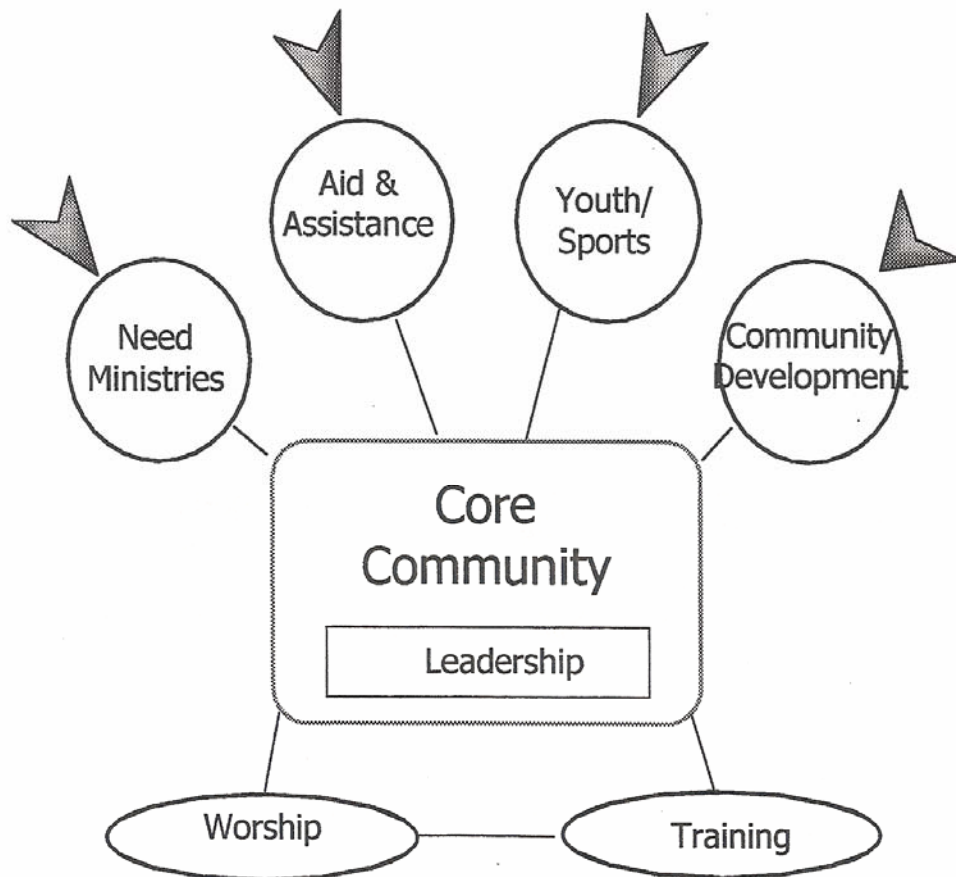 Aid &
Assistance
Youth/
Sports
Need
Ministries
Community
Development
Core
Community
Leadership
Worship
Training